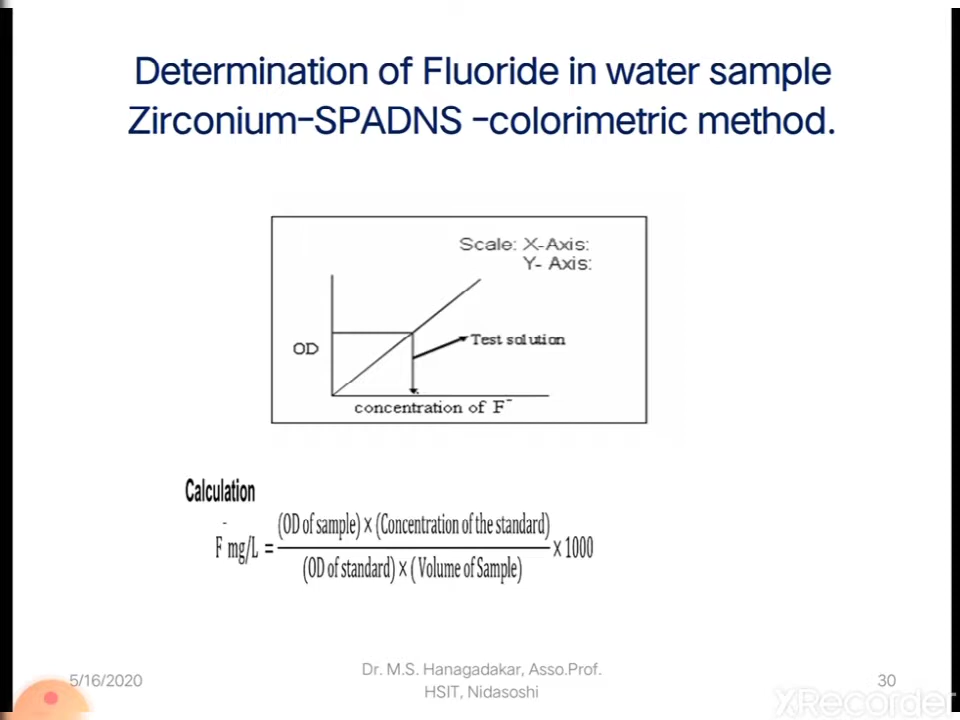 Determination of Fluoride in water sample
Zirconium-SPADNS -colorimetric method.
Scale: X-Axis:
Y- Axis:
OD
Test solution
concentration of F⁻
Calculation
F⁻ mg/L = (OD of sample) × (Concentration of the standard) / (OD of standard) × ( Volume of Sample) × 1000
5/16/2020
Dr. M.S. Hanagadakar, Asso.Prof.
HSIT, Nidasoshi
30
XRecorder